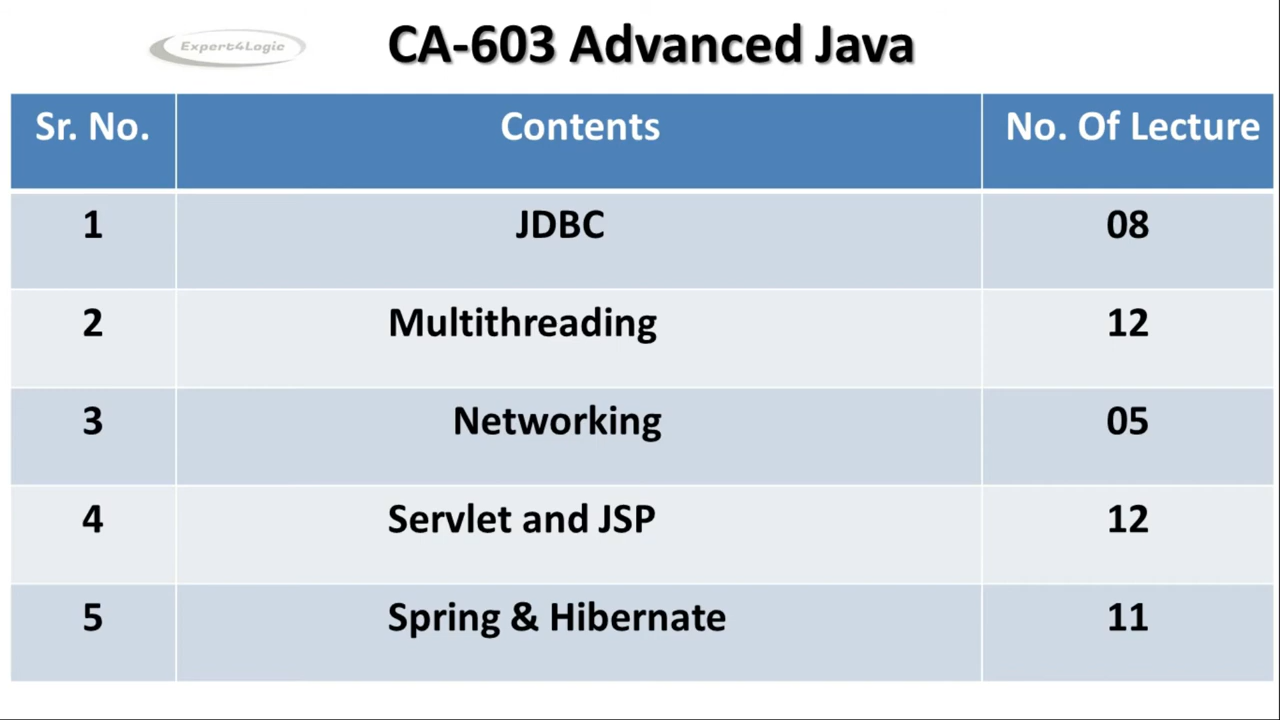 Expert4Logic
CA-603 Advanced Java
Sr. No. Contents No. Of Lecture
1 JDBC 08
2 Multithreading 12
3 Networking 05
4 Servlet and JSP 12
5 Spring & Hibernate 11